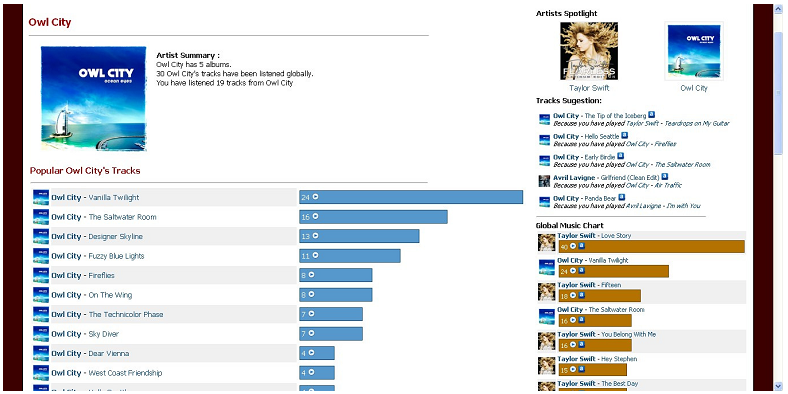 Owl City
OWL CITY
ocean eyes
Artist Summary :
Owl City has 5 albums.
30 Owl City's tracks have been listened globally.
You have listened 19 tracks from Owl City
Popular Owl City's Tracks
Owl City - Vanilla Twilight 24
Owl City - The Saltwater Room 16
Owl City - Designer Skyline 13
Owl City - Fuzzy Blue Lights 11
Owl City - Fireflies 8
Owl City - On The Wing 8
Owl City - The Technicolor Phase 7
Owl City - Sky Diver 7
Owl City - Dear Vienna 4
Owl City - West Coast Friendship 4
Artists Spotlight
FEARLESS
OWL CITY
Taylor Swift
Owl City
Tracks Sugestion:
Owl City - The Tip of the Iceberg
Because you have played Taylor Swift - Teardrops on My Guitar
Owl City - Hello Seattle
Because you have played Owl City - Fireflies
Owl City - Early Birdie
Because you have played Owl City - The Saltwater Room
Avril Lavigne - Girlfriend (Clean Edit)
Because you have played Owl City - Air Traffic
Owl City - Panda Bear
Because you have played Avril Lavigne - I'm with You
Global Music Chart
Taylor Swift - Love Story
40
Owl City - Vanilla Twilight
24
Taylor Swift - Fifteen
18
Owl City - The Saltwater Room
16
Taylor Swift - You Belong With Me
16
Taylor Swift - Hey Stephen
15
Taylor Swift - The Best Day